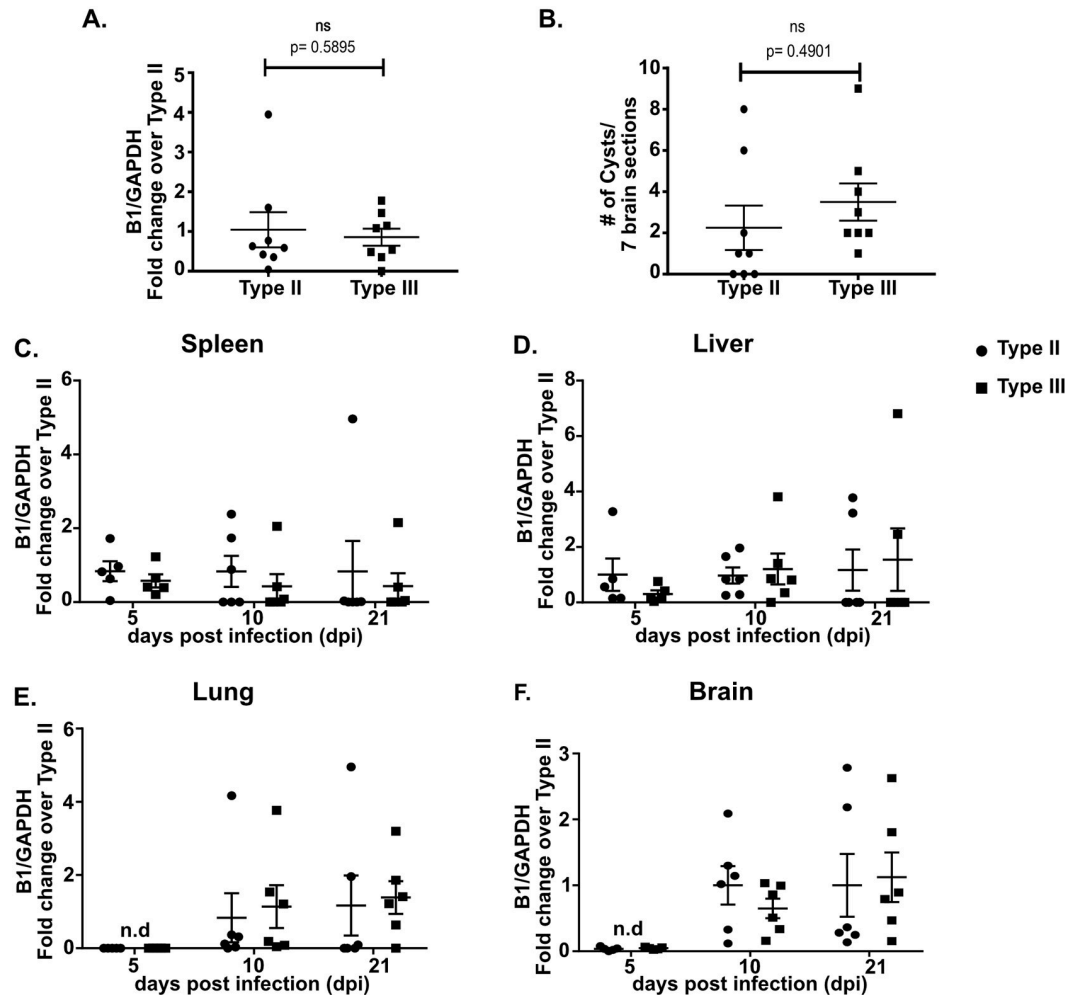 A.
ns
p= 0.5895
B1/GAPDH
Fold change over Type II
5
4
3
2
1
0
Type II
Type III
B.
ns
p= 0.4901
# of Cysts/
7 brain sections
10
8
6
4
2
0
Type II
Type III
C.
Spleen
B1/GAPDH
Fold change over Type II
6
4
2
0
5
10
21
days post infection (dpi)
D.
Liver
B1/GAPDH
Fold change over Type II
8
6
4
2
0
5
10
21
days post infection (dpi)
Type II
Type III
E.
Lung
B1/GAPDH
Fold change over Type II
6
4
2
0
n.d
5
10
21
days post infection (dpi)
F.
Brain
B1/GAPDH
Fold change over Type II
3
2
1
0
n.d
5
10
21
days post infection (dpi)